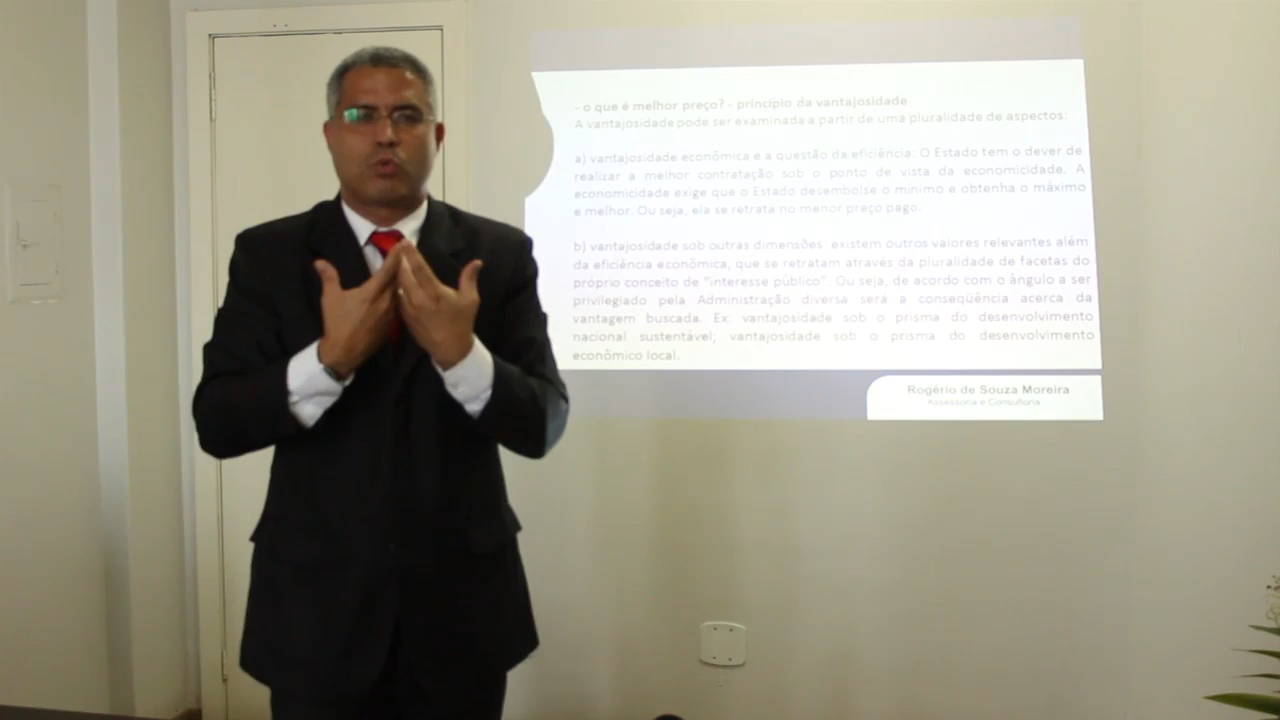 - o que é melhor preço? - princípio da vantajosidade
A vantajosidade pode ser examinada a partir de uma pluralidade de aspectos:
a) vantajosidade econômica e a questão da eficiência: O Estado tem o dever de
realizar a melhor contratação sob o ponto de vista da economicidade. A
economicidade exige que o Estado desembolse o mínimo e obtenha o máximo
e melhor. Ou seja, ela se retrata no menor preço pago.
b) vantajosidade sob outras dimensões existem outros valores relevantes além
da eficiência econômica, que se retratam através da pluralidade de facetas do
próprio conceito de "interesse público". Ou seja, de acordo com o ângulo a ser
privilegiado pela Administração diversa será a conseqüência acerca da
vantagem buscada. Ex: vantajosidade sob o prisma do desenvolvimento
nacional sustentável; vantajosidade sob o prisma do desenvolvimento
econômico local.
Rogério de Souza Moreira
Assessoria e Consultoria